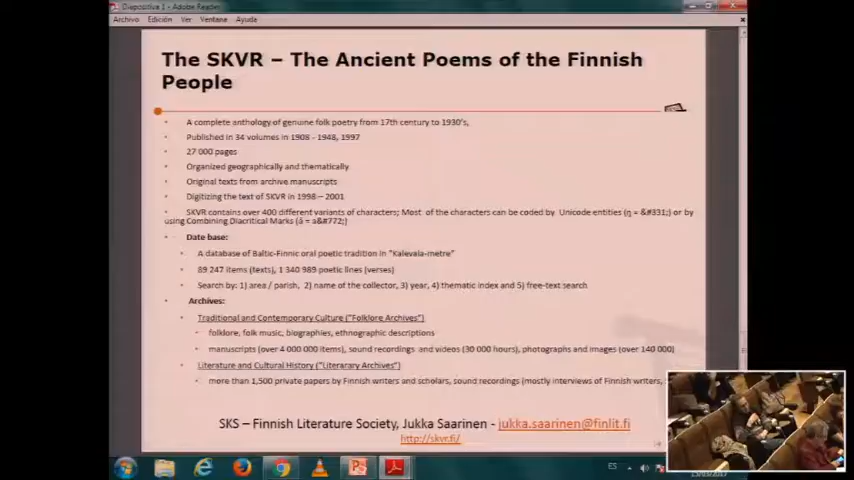 Diapositiva 1 - Adobe Reader
Archivo Edición Ver Ventana Ayuda
The SKVR – The Ancient Poems of the Finnish
People
A complete anthology of genuine folk poetry from 17th century to 1930's,
Published in 34 volumes in 1908 - 1948, 1997
27 000 pages
Organized geographically and thematically
Original texts from archive manuscripts
Digitizing the text of SKVR in 1998 – 2001
SKVR contains over 400 different variants of characters; Most of the characters can be coded by Unicode entities (ŋ = &#331;) or by
using Combining Diacritical Marks (ā = a&#772;)
Date base:
A database of Baltic-Finnic oral poetic tradition in "Kalevala-metre"
89 247 items (texts), 1 340 989 poetic lines (verses)
Search by: 1) area / parish, 2) name of the collector, 3) year, 4) thematic index and 5) free-text search
Archives:
Traditional and Contemporary Culture ("Folklore Archives")
folklore, folk music, biographies, ethnographic descriptions
manuscripts (over 4 000 000 items), sound recordings and videos (30 000 hours), photographs and images (over 140 000)
Literature and Cultural History ("Literarary Archives")
more than 1,500 private papers by Finnish writers and scholars, sound recordings (mostly interviews of Finnish writers,
SKS – Finnish Literature Society, Jukka Saarinen - jukka.saarinen@finlit.fi
http://skvr.fi/
ES